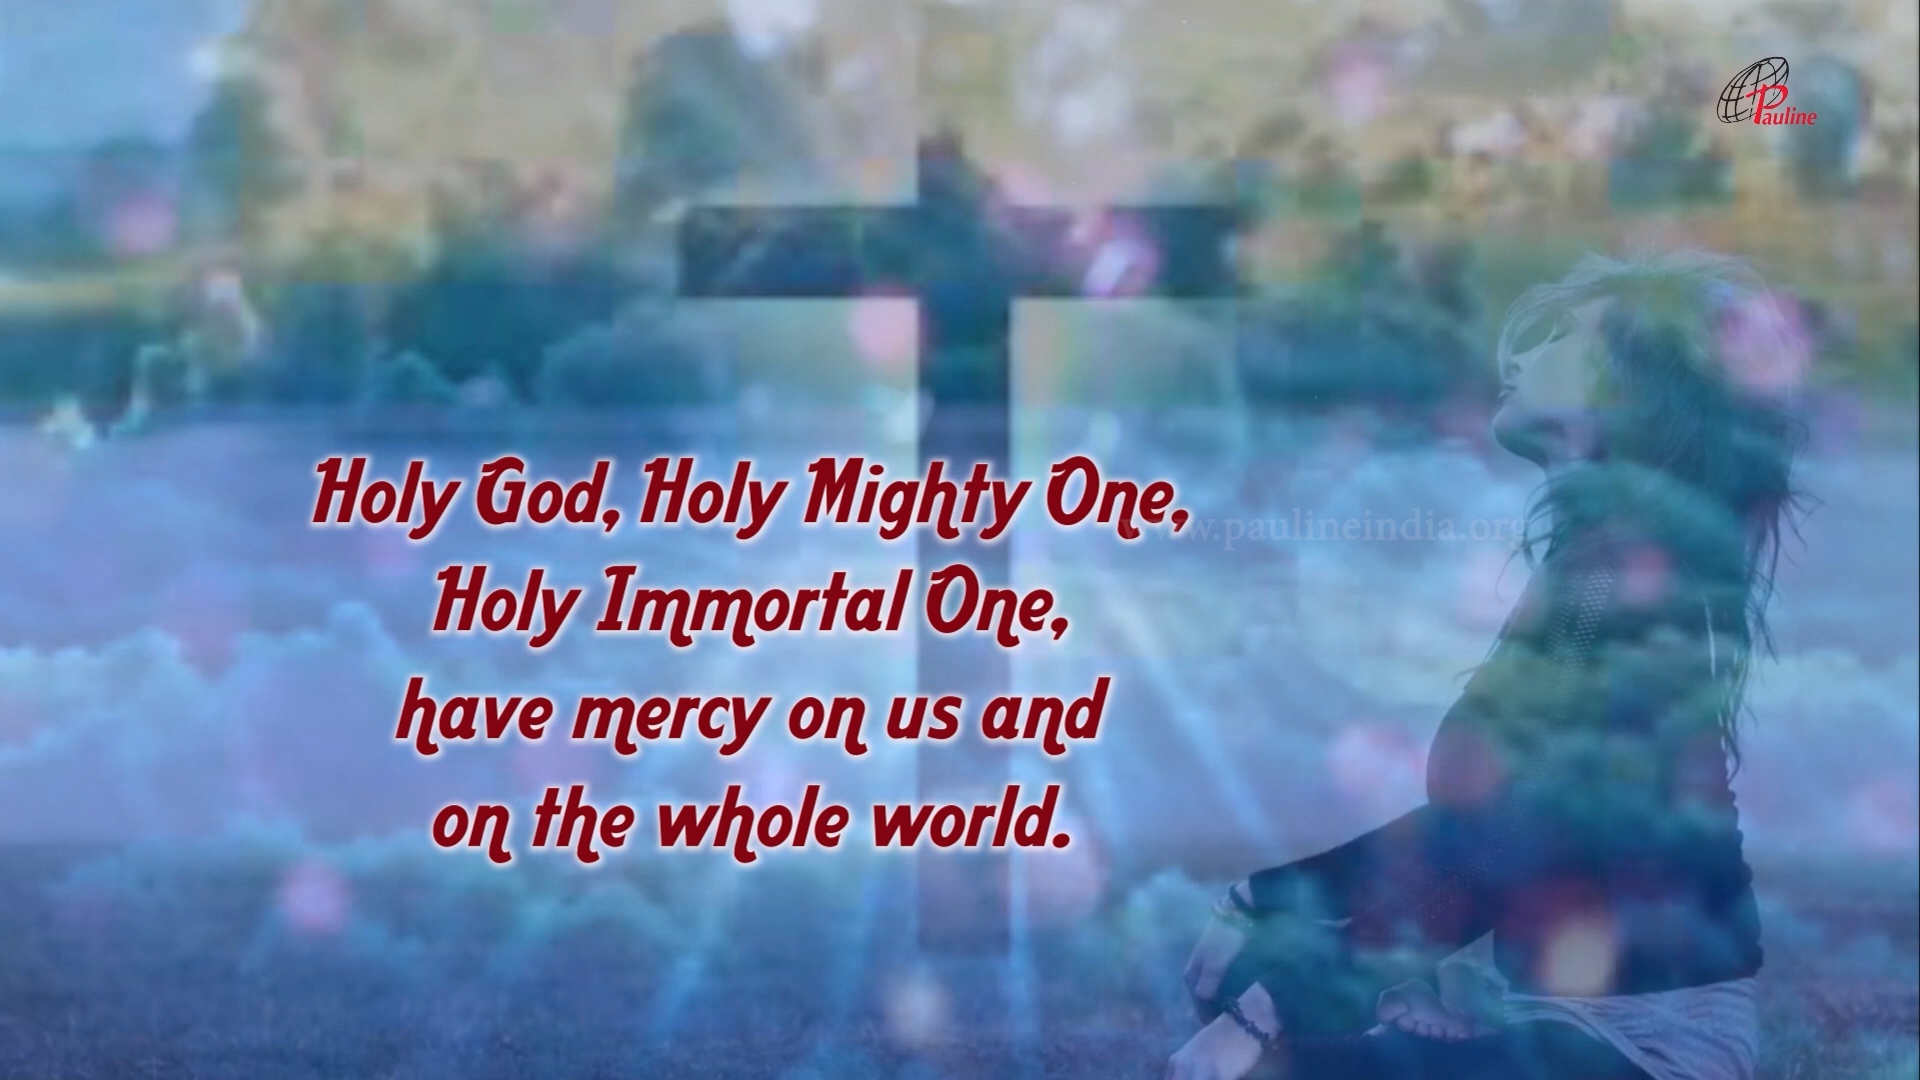 Pauline
Holy God, Holy Mighty One,
www.paulineindia.org
Holy Immortal One,
have mercy on us and
on the whole world.